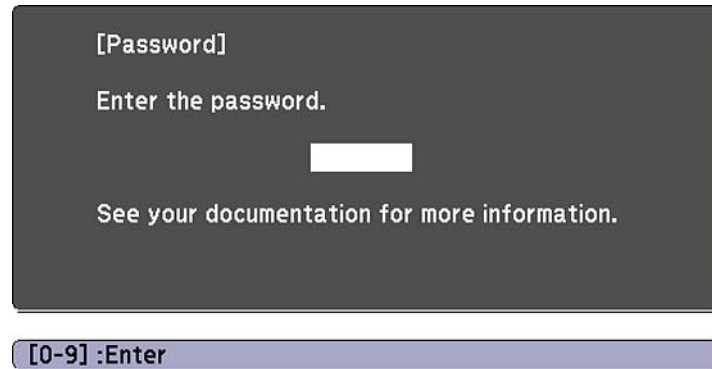 [Password]
Enter the password.
See your documentation for more information.
[0-9] :Enter